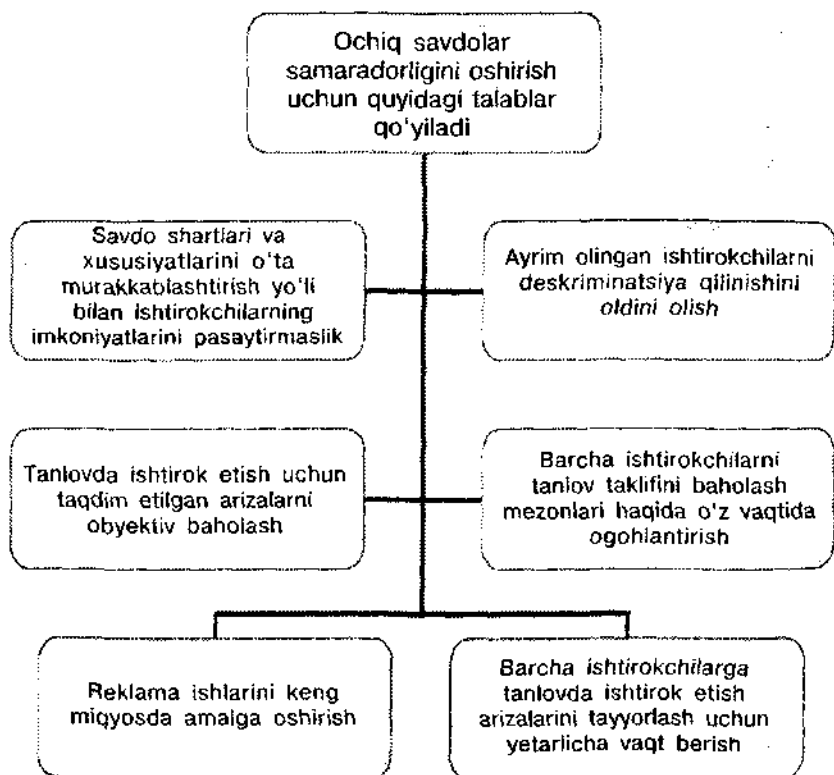 Ochiq savdolar
samaradorligini oshirish
uchun quyidagi talablar
qo'yiladi
Savdo shartlari va
xususiyatlarini o'ta
murakkablashtirish yo'li
bilan ishtirokchilarning
imkoniyatlarini pasaytirmaslik
Ayrim olingan ishtirokchilarni
deskriminatsiya qilinishini
oldini olish
Tanlovda ishtirok etish uchun
taqdim etilgan arizalarni
obyektiv baholash
Barcha ishtirokchilarni
tanlov taklifini baholash
mezonlari haqida o'z vaqtida
ogohlantirish
Reklama ishlarini keng
miqyosda amalga oshirish
Barcha ishtirokchilarga
tanlovda ishtirok etish
arizalarini tayyorlash uchun
yetarlicha vaqt berish